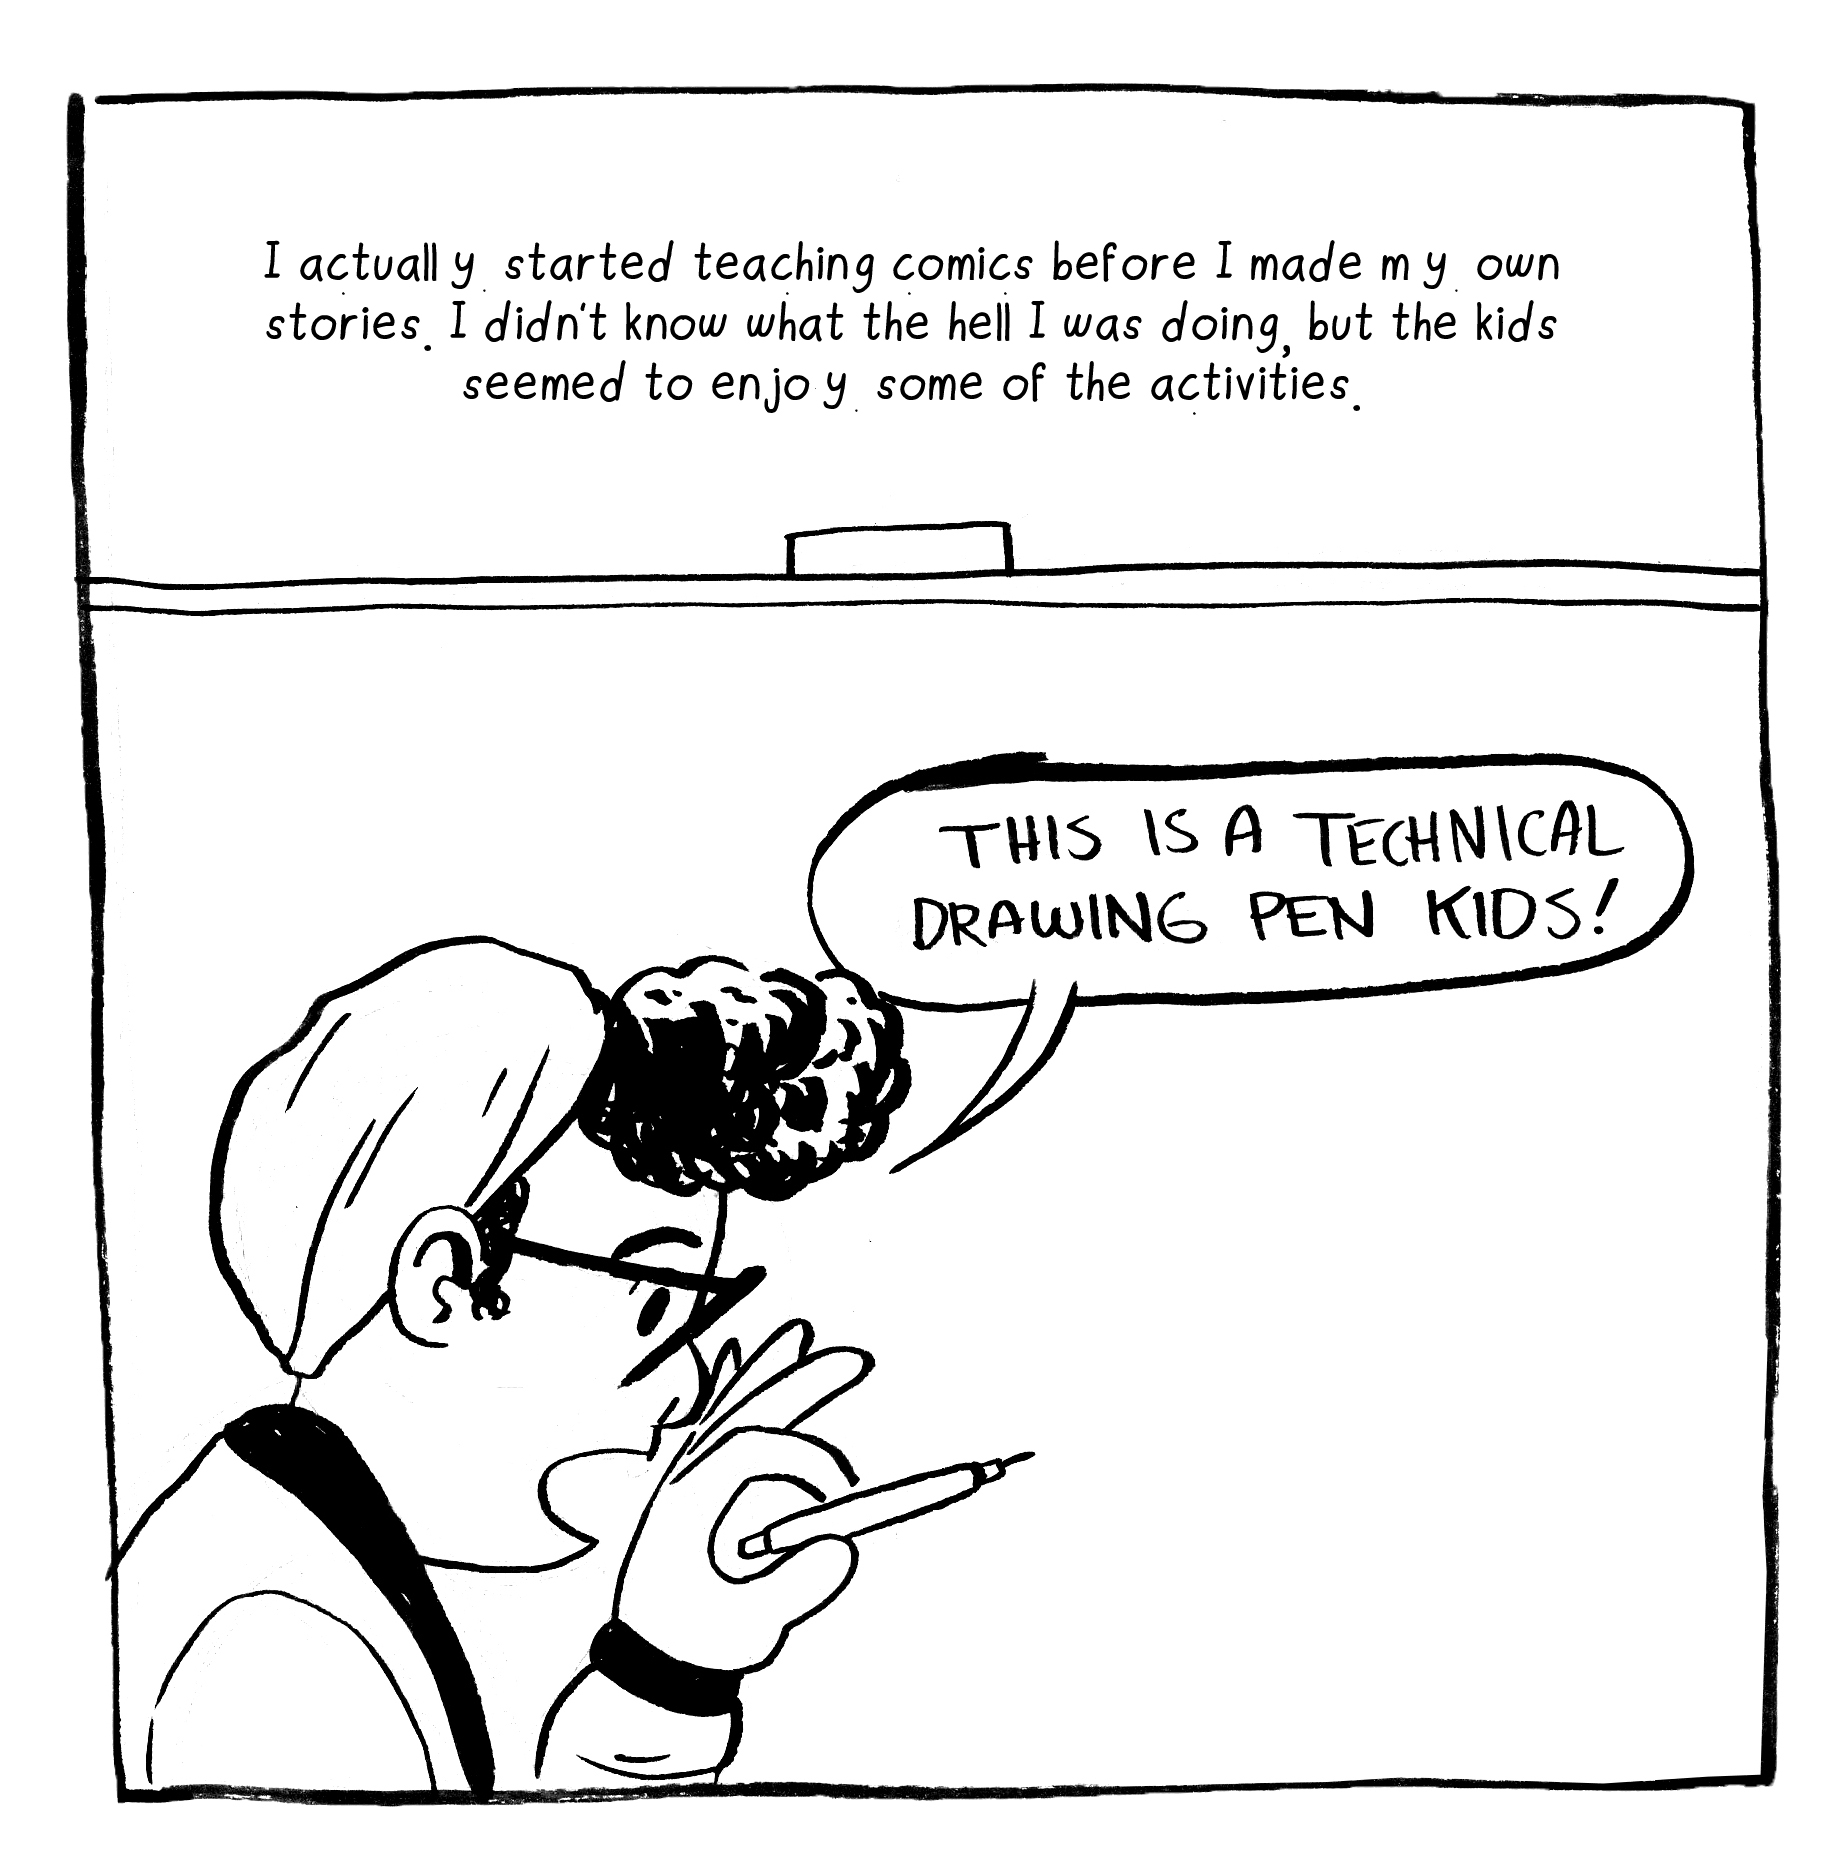 I actually started teaching comics before I made my own
stories. I didn't know what the hell I was doing, but the kids
seemed to enjoy some of the activities.
THIS IS A TECHNICAL
DRAWING PEN KIDS!